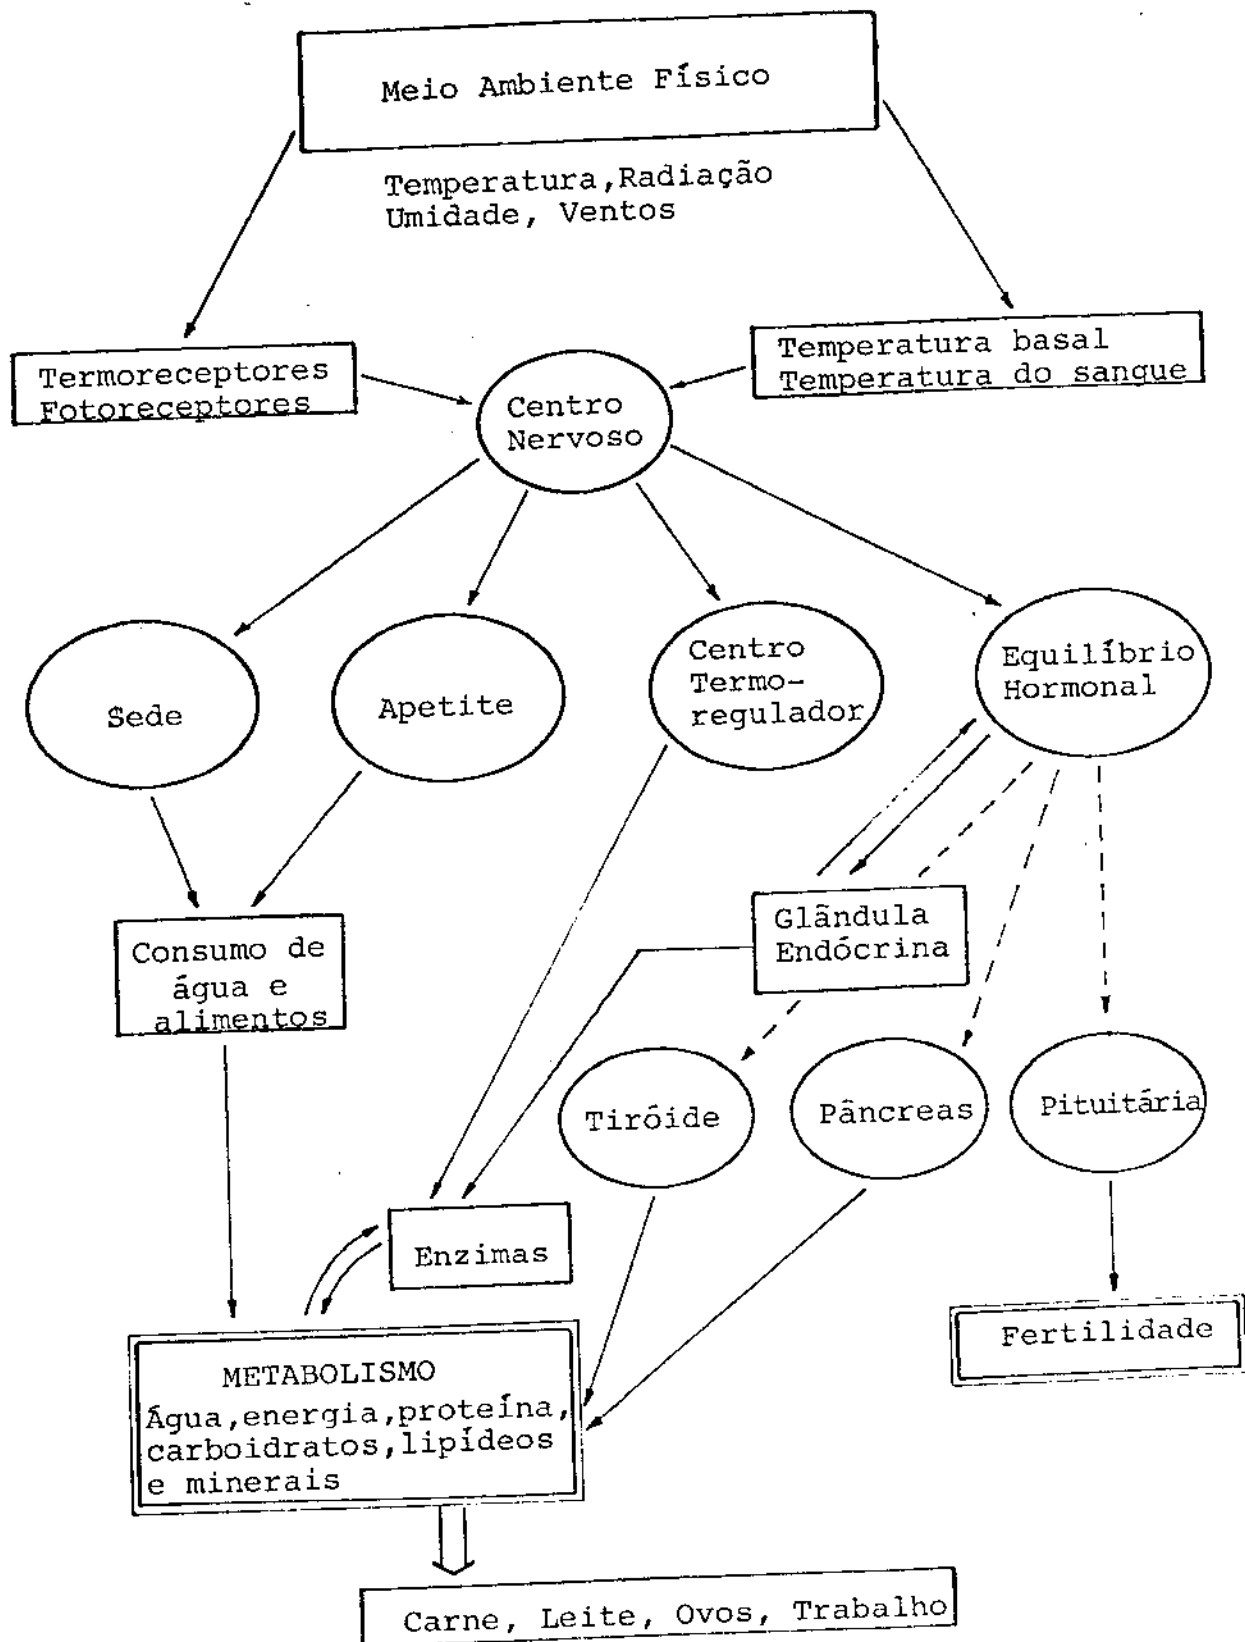 Meio Ambiente Físico
Temperatura,Radiação
Umidade, Ventos
Termoreceptores
Fotoreceptores
Centro
Nervoso
Temperatura basal
Temperatura do sangue
Sede
Apetite
Centro
Termo-
regulador
Equilíbrio
Hormonal
Consumo de
água e
alimentos
Glândula
Endócrina
Tiróide
Pâncreas
Pituitária
Enzimas
METABOLISMO
Água,energia,proteína,
carboidratos,lipídeos
e minerais
Fertilidade
Carne, Leite, Ovos, Trabalho